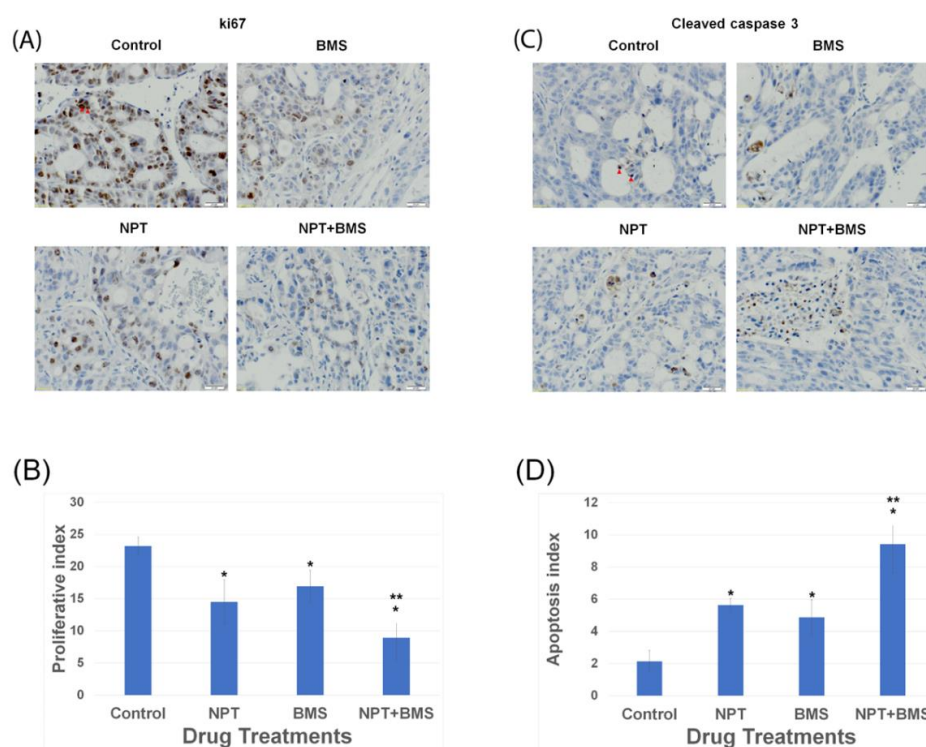 ki67
(A)
Control
BMS
NPT
NPT+BMS
Cleaved caspase 3
(C)
Control
BMS
NPT
NPT+BMS
(B)
Proliferative index
30
25
20
15
10
5
0
*
*
**
*
Control
NPT
BMS
NPT+BMS
Drug Treatments
(D)
Apoptosis index
12
10
8
6
4
2
0
*
*
**
*
Control
NPT
BMS
NPT+BMS
Drug Treatments